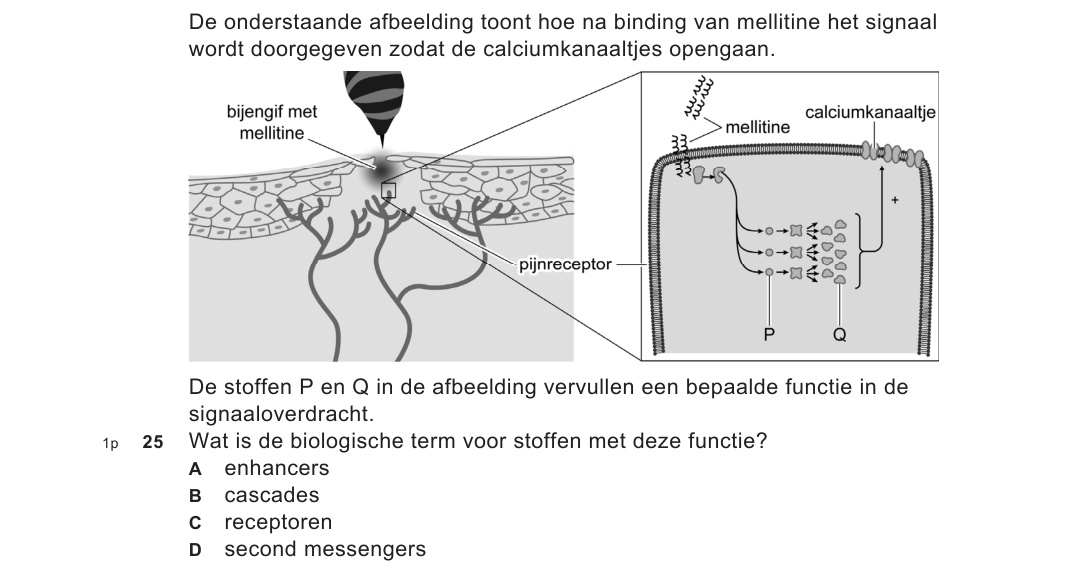 De onderstaande afbeelding toont hoe na binding van mellitine het signaal
wordt doorgegeven zodat de calciumkanaaltjes opengaan.
bijengif met
mellitine
mellitine
calciumkanaaltje
+
pijnreceptor
P
Q
De stoffen P en Q in de afbeelding vervullen een bepaalde functie in de
signaaloverdracht.
1p 25 Wat is de biologische term voor stoffen met deze functie?
A enhancers
B cascades
C receptoren
D second messengers